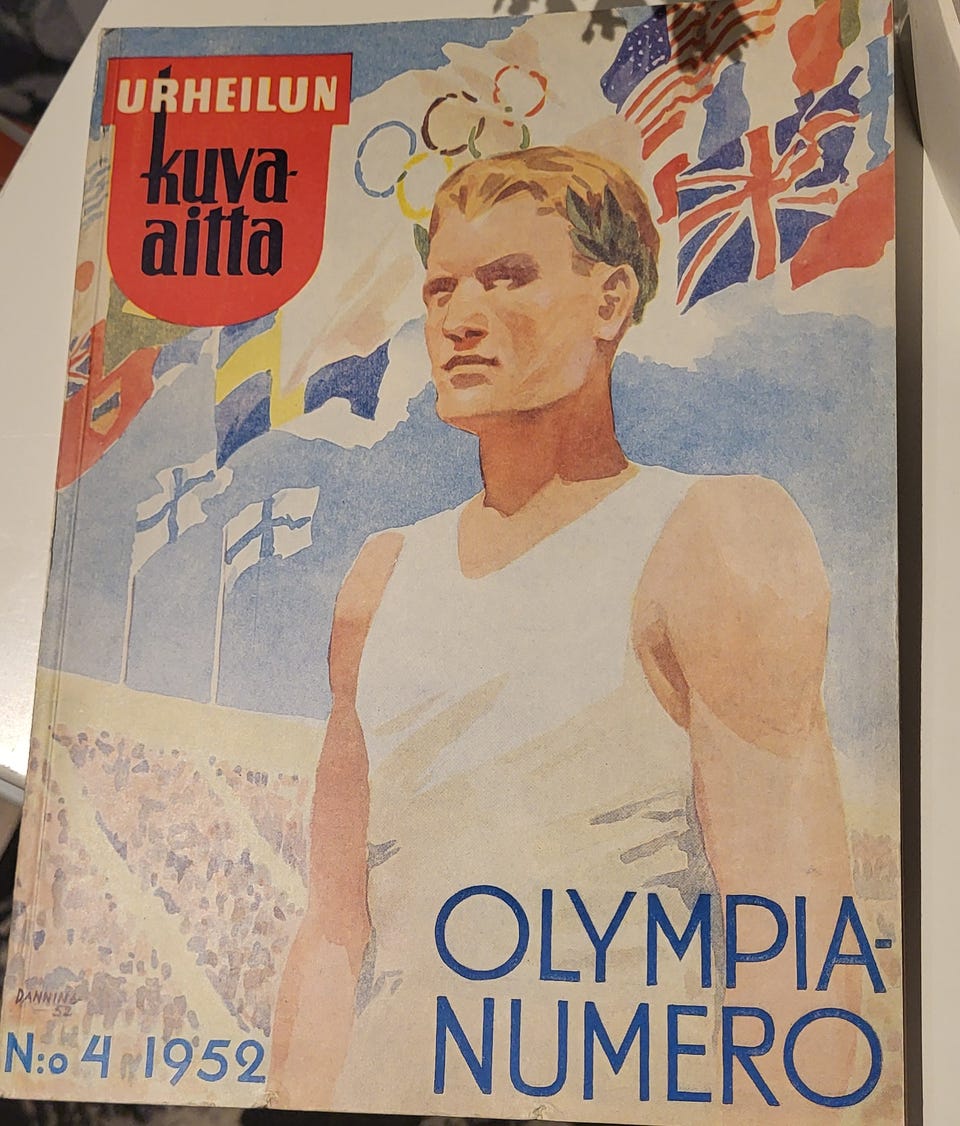 URHEILUN
kuva-
aitta
OLYMPIA-
NUMERO
DANNING
52
N:o 4 1952